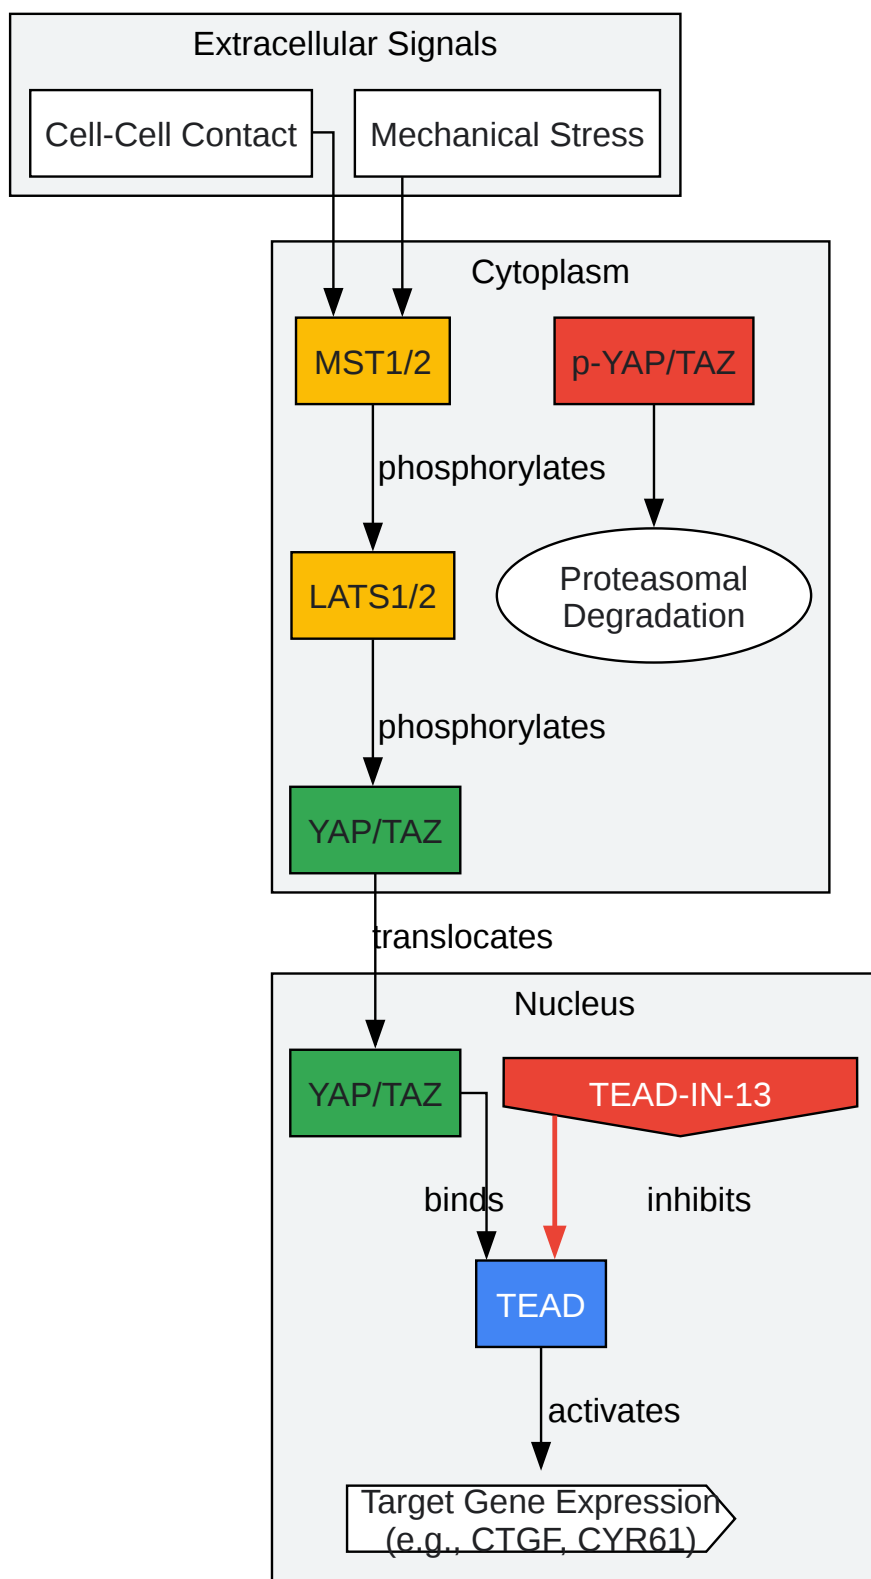 Extracellular Signals
Cell-Cell Contact
Mechanical Stress
Cytoplasm
MST1/2
p-YAP/TAZ
phosphorylates
LATS1/2
Proteasomal
Degradation
phosphorylates
YAP/TAZ
translocates
Nucleus
YAP/TAZ
TEAD-IN-13
binds
inhibits
TEAD
activates
Target Gene Expression
(e.g., CTGF, CYR61)